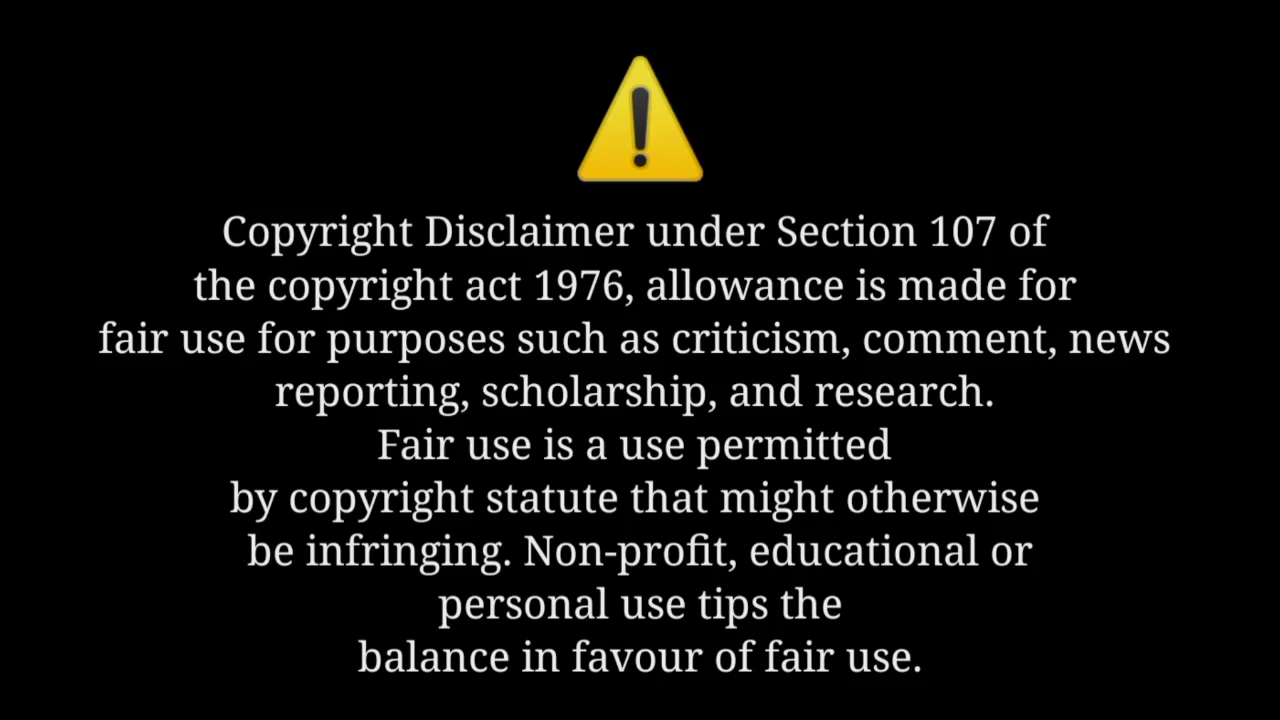 Copyright Disclaimer under Section 107 of
the copyright act 1976, allowance is made for
fair use for purposes such as criticism, comment, news
reporting, scholarship, and research.
Fair use is a use permitted
by copyright statute that might otherwise
be infringing. Non-profit, educational or
personal use tips the
balance in favour of fair use.